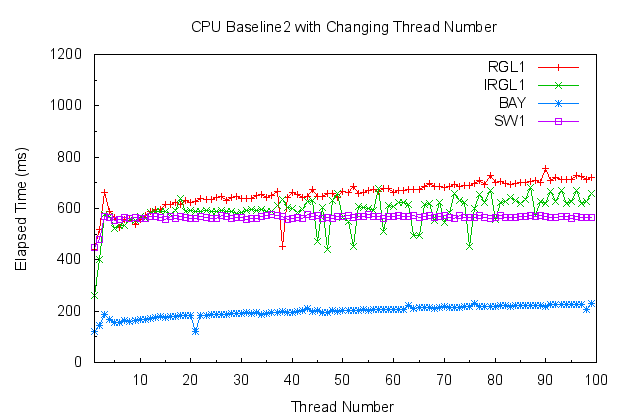 CPU Baseline2 with Changing Thread Number
1200
1000
800
600
400
200
0
Elapsed Time (ms)
RGL1
IRGL1
BAY
SW1
10 20 30 40 50 60 70 80 90 100
Thread Number